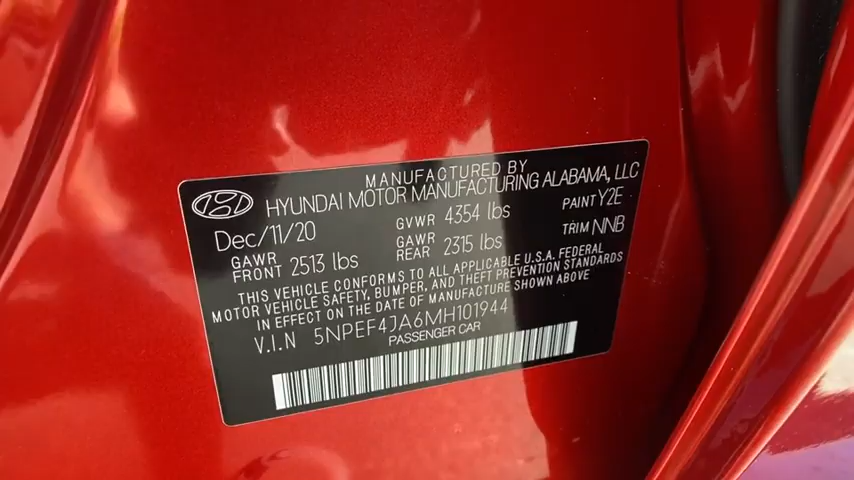 MANUFACTURED BY
HYUNDAI MOTOR MANUFACTURING ALABAMA, LLC
Dec/11/20 GVWR 4354 lbs PAINT Y2E
GAWR FRONT 2513 lbs GAWR REAR 2315 lbs TRIM NNB
THIS VEHICLE CONFORMS TO ALL APPLICABLE U.S.A. FEDERAL
MOTOR VEHICLE SAFETY, BUMPER, AND THEFT PREVENTION STANDARDS
IN EFFECT ON THE DATE OF MANUFACTURE SHOWN ABOVE
V.I.N 5NPEF4JA6MH101944
PASSENGER CAR